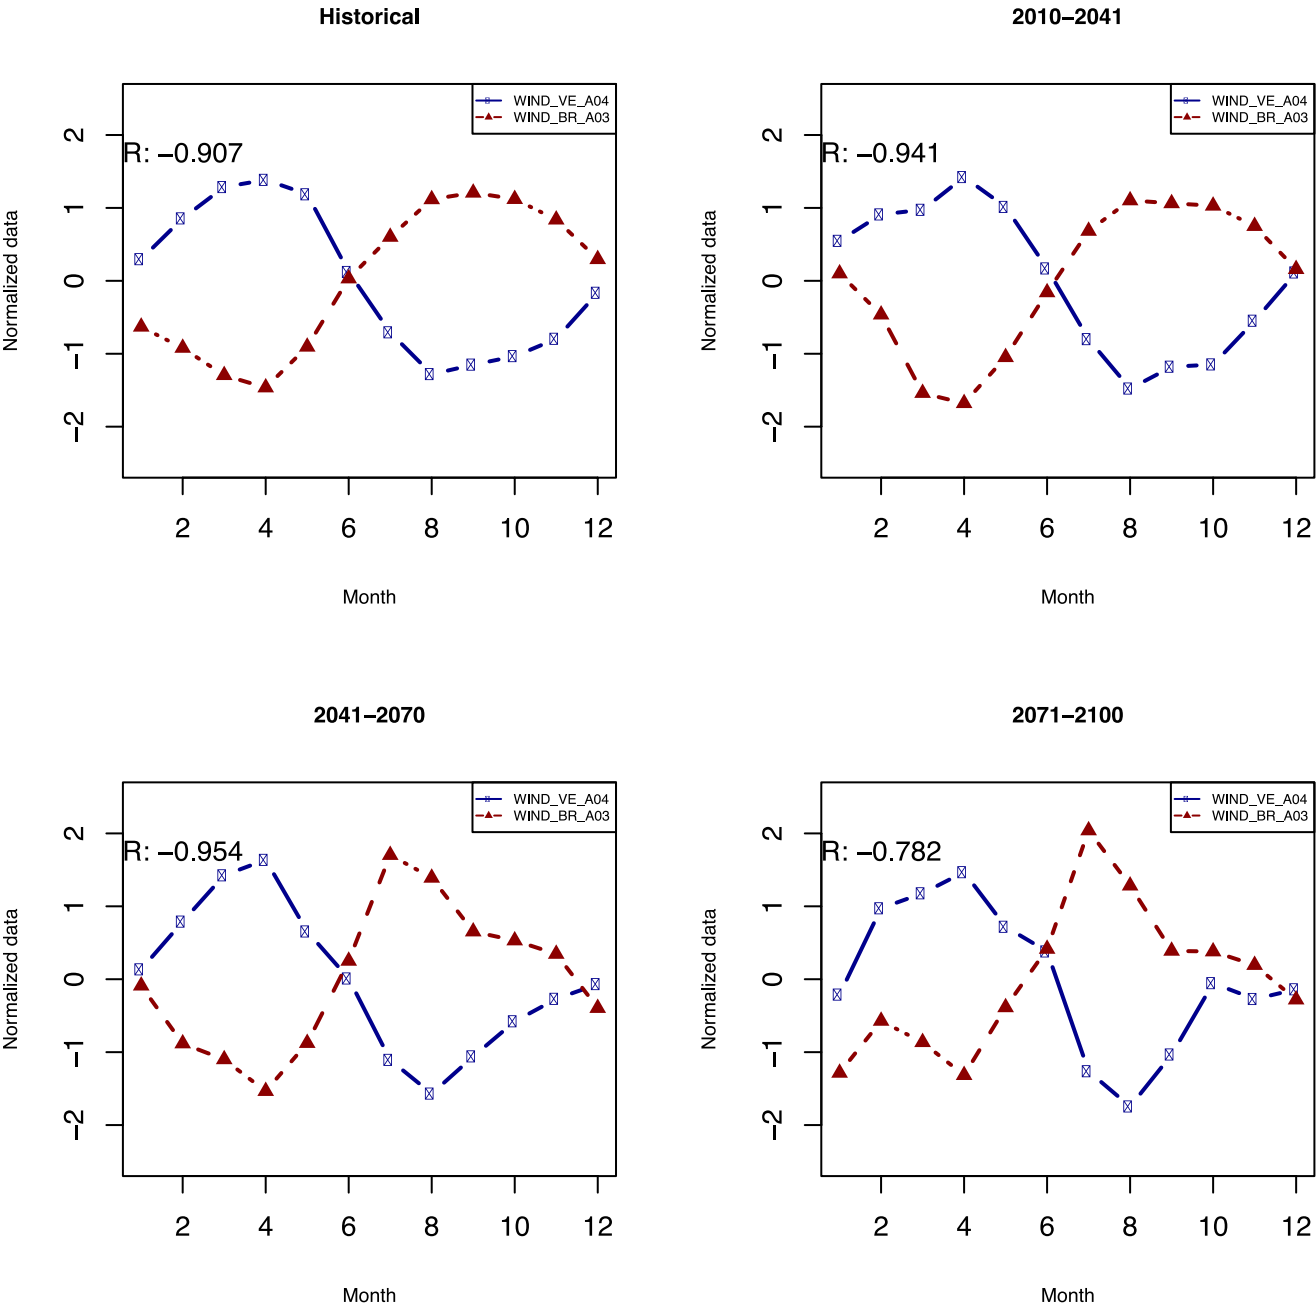 Historical
WIND_VE_A04
WIND_BR_A03
R: −0.907
Normalized data
2
1
0
−1
−2
2 4 6 8 10 12
Month
2010−2041
WIND_VE_A04
WIND_BR_A03
R: −0.941
Normalized data
2
1
0
−1
−2
2 4 6 8 10 12
Month
2041−2070
WIND_VE_A04
WIND_BR_A03
R: −0.954
Normalized data
2
1
0
−1
−2
2 4 6 8 10 12
Month
2071−2100
WIND_VE_A04
WIND_BR_A03
R: −0.782
Normalized data
2
1
0
−1
−2
2 4 6 8 10 12
Month